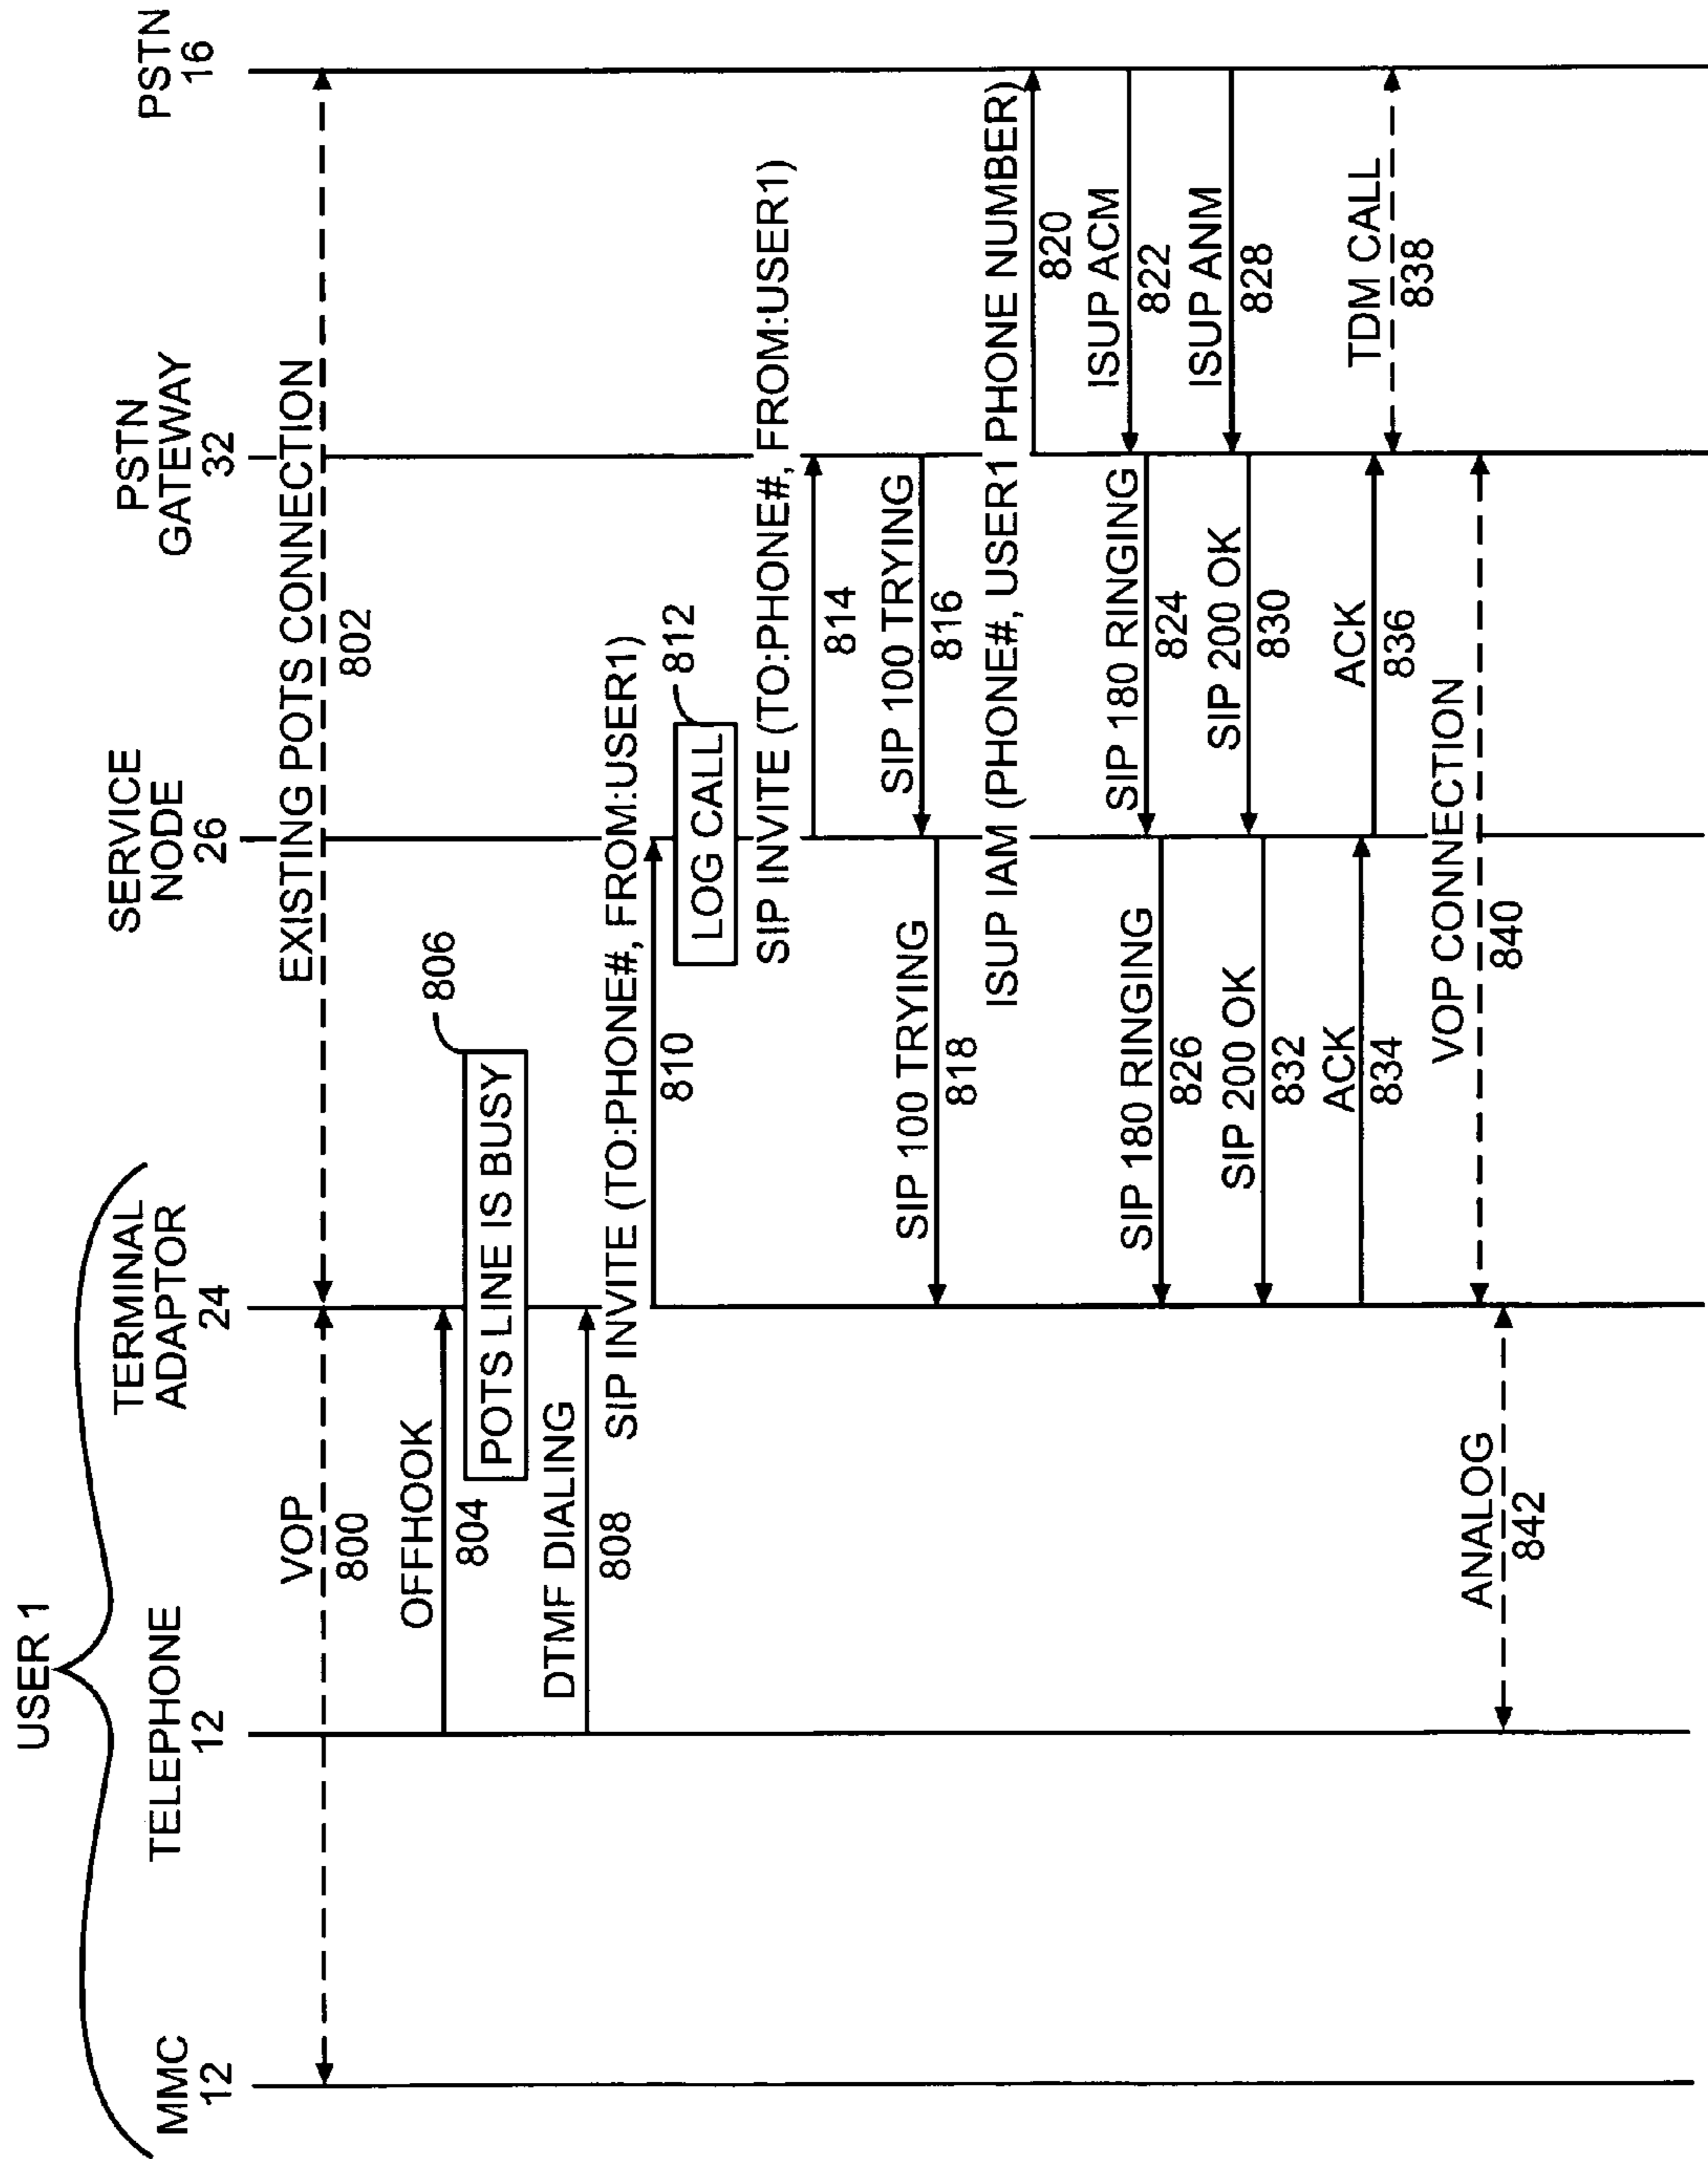 USER 1
MMC
12
TELEPHONE
12
TERMINAL
ADAPTOR
24
SERVICE
NODE
26
PSTN
GATEWAY
32
PSTN
16
VOP
800
EXISTING POTS CONNECTION
802
OFFHOOK
804
806
POTS LINE IS BUSY
DTMF DIALING
808
SIP INVITE (TO:PHONE#, FROM:USER1)
810
812
LOG CALL
SIP INVITE (TO:PHONE#, FROM:USER1)
814
SIP 100 TRYING
816
SIP 100 TRYING
818
ISUP IAM (PHONE#, USER1 PHONE NUMBER)
820
ISUP ACM
822
SIP 180 RINGING
824
SIP 180 RINGING
826
ISUP ANM
828
SIP 200 OK
830
SIP 200 OK
832
ACK
834
ACK
836
TDM CALL
838
VOP CONNECTION
840
ANALOG
842